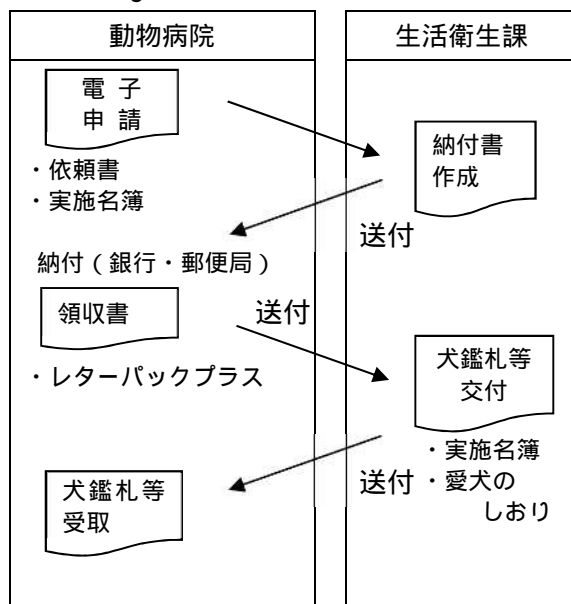 動物病院
生活衛生課
電子
申請
・依頼書
・実施名簿
納付書
作成
送付
納付（銀行・郵便局）
領収書
送付
・レターパックプラス
犬鑑札等
交付
・実施名簿
送付
・愛犬の
しおり
犬鑑札等
受取